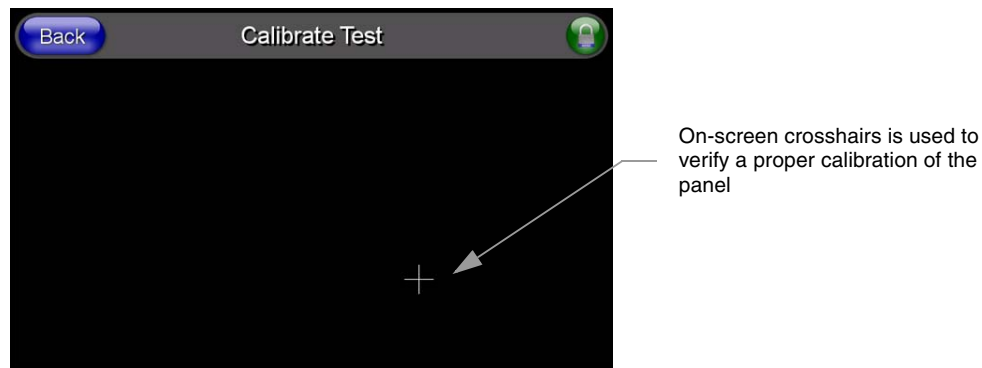 Back
Calibrate Test
On-screen crosshairs is used to
verify a proper calibration of the
panel